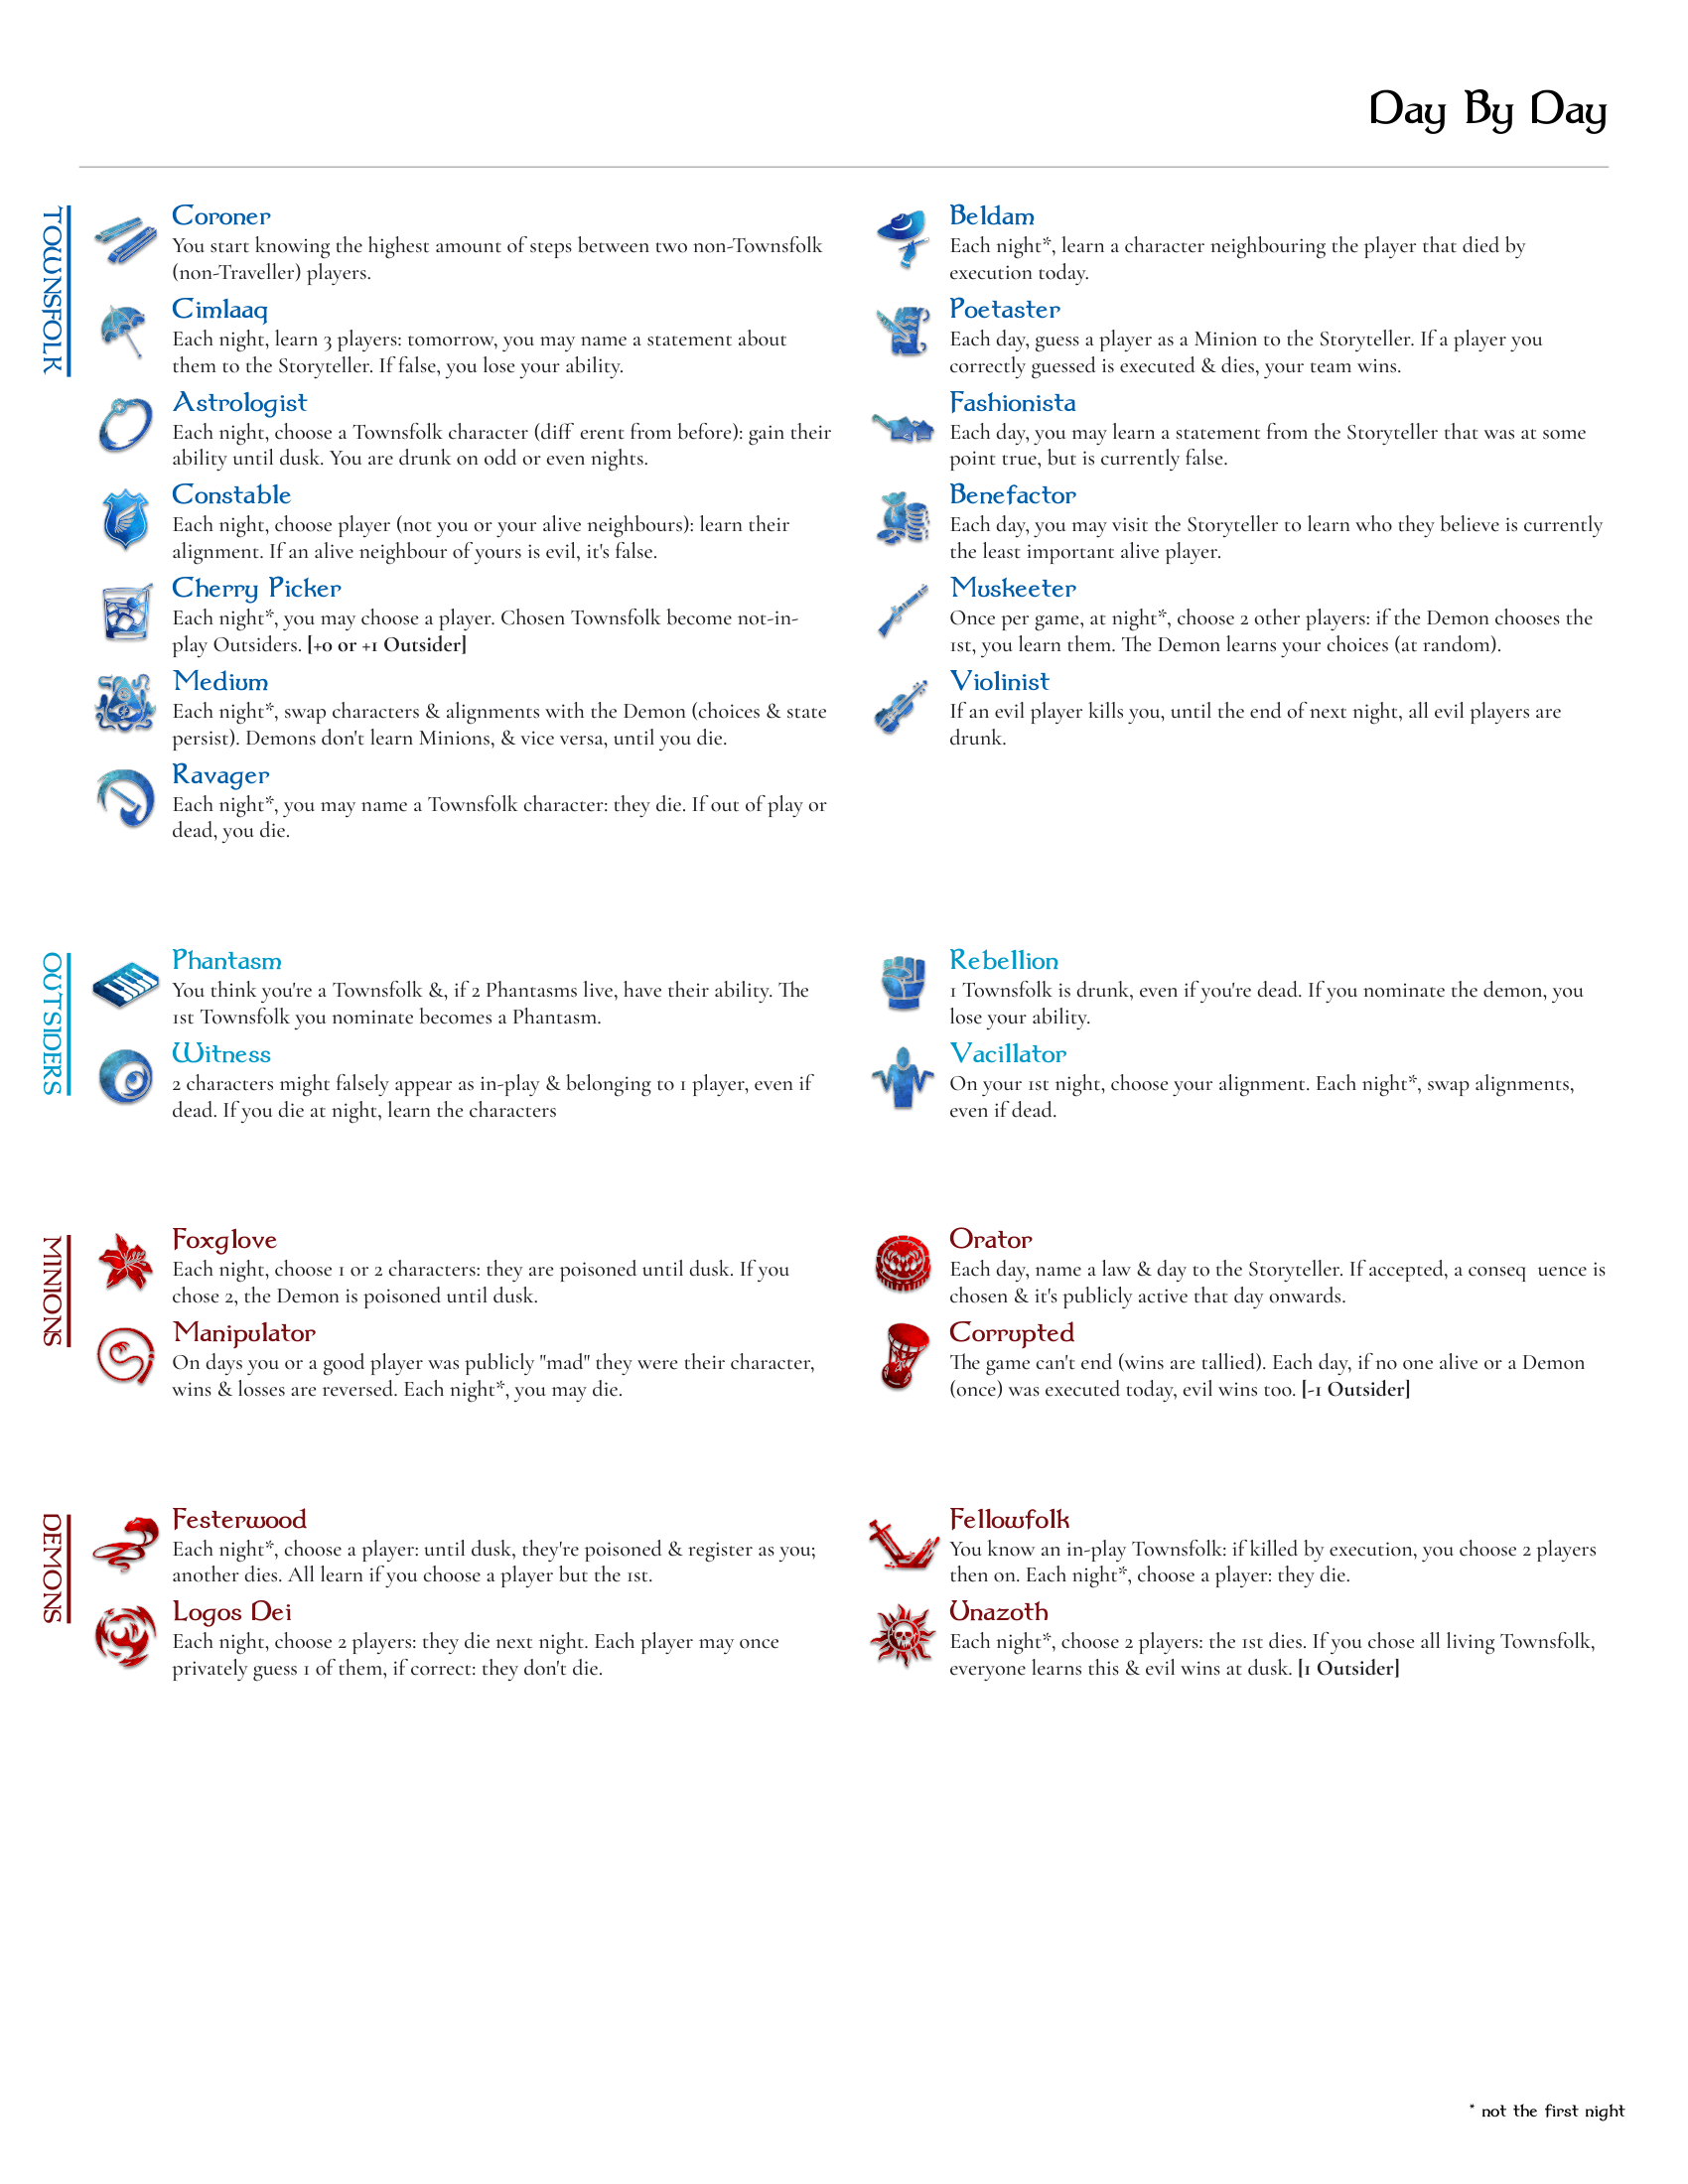 Day By Day
TOWNSFOLK
Coroner
You start knowing the highest amount of steps between two non-Townsfolk
(non-Traveller) players.
Cimlaaq
Each night, learn 3 players: tomorrow, you may name a statement about
them to the Storyteller. If false, you lose your ability.
Astrologist
Each night, choose a Townsfolk character (diff erent from before): gain their
ability until dusk. You are drunk on odd or even nights.
Constable
Each night, choose player (not you or your alive neighbours): learn their
alignment. If an alive neighbour of yours is evil, it's false.
Cherry Picker
Each night*, you may choose a player. Chosen Townsfolk become not-in-
play Outsiders. [+0 or +1 Outsider]
Medium
Each night*, swap characters & alignments with the Demon (choices & state
persist). Demons don't learn Minions, & vice versa, until you die.
Ravager
Each night*, you may name a Townsfolk character: they die. If out of play or
dead, you die.
Beldam
Each night*, learn a character neighbouring the player that died by
execution today.
Poetaster
Each day, guess a player as a Minion to the Storyteller. If a player you
correctly guessed is executed & dies, your team wins.
Fashionista
Each day, you may learn a statement from the Storyteller that was at some
point true, but is currently false.
Benefactor
Each day, you may visit the Storyteller to learn who they believe is currently
the least important alive player.
Muskeeter
Once per game, at night*, choose 2 other players: if the Demon chooses the
1st, you learn them. The Demon learns your choices (at random).
Violinist
If an evil player kills you, until the end of next night, all evil players are
drunk.
OUTSIDERS
Phantasm
You think you're a Townsfolk &, if 2 Phantasms live, have their ability. The
1st Townsfolk you nominate becomes a Phantasm.
Witness
2 characters might falsely appear as in-play & belonging to 1 player, even if
dead. If you die at night, learn the characters
Rebellion
1 Townsfolk is drunk, even if you're dead. If you nominate the demon, you
lose your ability.
Vacillator
On your 1st night, choose your alignment. Each night*, swap alignments,
even if dead.
MINIONS
Foxglove
Each night, choose 1 or 2 characters: they are poisoned until dusk. If you
chose 2, the Demon is poisoned until dusk.
Manipulator
On days you or a good player was publicly "mad" they were their character,
wins & losses are reversed. Each night*, you may die.
Orator
Each day, name a law & day to the Storyteller. If accepted, a conseq uence is
chosen & it's publicly active that day onwards.
Corrupted
The game can't end (wins are tallied). Each day, if no one alive or a Demon
(once) was executed today, evil wins too. [-1 Outsider]
DEMONS
Festerwood
Each night*, choose a player: until dusk, they're poisoned & register as you;
another dies. All learn if you choose a player but the 1st.
Logos Dei
Each night, choose 2 players: they die next night. Each player may once
privately guess 1 of them, if correct: they don't die.
Fellowfolk
You know an in-play Townsfolk: if killed by execution, you choose 2 players
then on. Each night*, choose a player: they die.
Unazoth
Each night*, choose 2 players: the 1st dies. If you chose all living Townsfolk,
everyone learns this & evil wins at dusk. [1 Outsider]
* not the first night